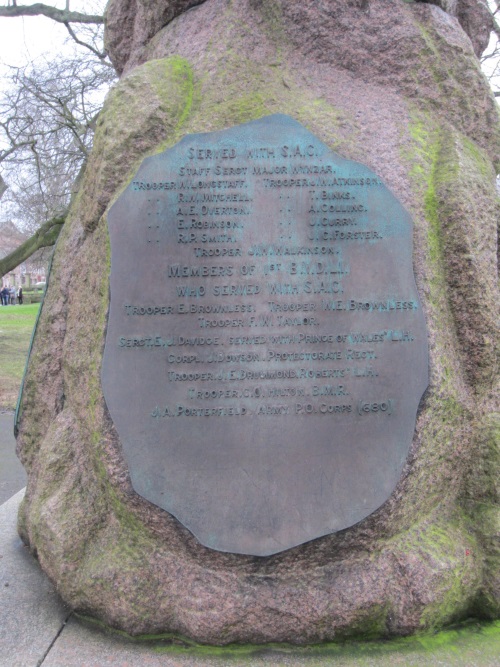 SERVED WITH S.A.C.
STAFF SERGT MAJOR WYNDAR.
TROOPER W. LONGSTAFF. TROOPER J.W. ATKINSON.
" R.M. MITCHELL. " T. BINKS.
" A.E. OVERTON. " A. COLLING.
" E. ROBINSON. " J. CURRY.
" R.P. SMITH. " J.G. FORSTER.
TROOPER J.W. WALKINSON.
MEMBERS OF 1ST B.M.D.L.I.
WHO SERVED WITH S.A.C.
TROOPER E. BROWNLESS. TROOPER W.E. BROWNLESS.
TROOPER F.W. TAYLOR.
SERGT. E.L. SERVED WITH PRINCE OF WALES' L.H.
CORPL. J. DOWSON. PROTECTORATE REGT.
TROOPER J.E. DRUMMOND, ROBERTS' L.H.
TROOPER HILTON. B.M.R.
J.A. PORTERFIELD ARMY P.O. CORPS (680)